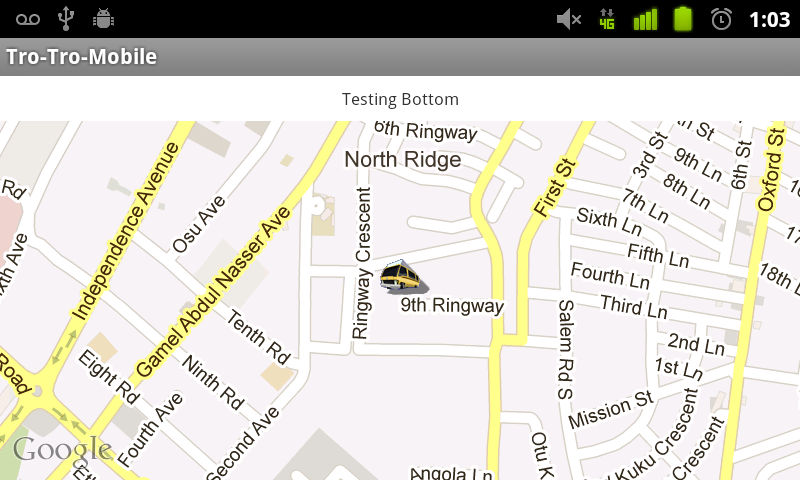 4G
1:03
Tro-Tro-Mobile
Testing Bottom
6th Ringway
North Ridge
Independence Avenue
Osu Ave
Gamel Abdul Nasser Ave
Ringway Crescent
First St
3rd St
9th Ln
8th Ln
7th Ln
6th St
Oxford St
Rd
Sixth Ln
Fifth Ln
Fourth Ln
Third Ln
18th Ln
9th Ringway
Salem Rd S
2nd Ln
1st Ln
Tenth Rd
Eight Rd
Ninth Rd
Road
Fourth Ave
Second Ave
Mission St
Kuku Crescent
Crescent
Otu K
Angola Ln
Google